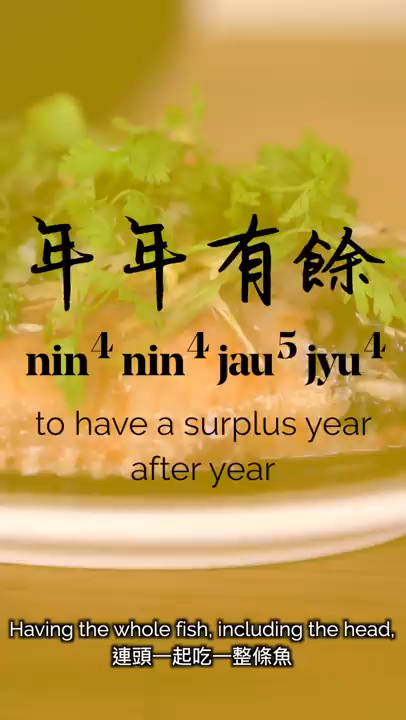 年年有餘
nin⁴ nin⁴ jau⁵ jyu⁴
to have a surplus year
after year
Having the whole fish, including the head,
連頭一起吃一整條魚